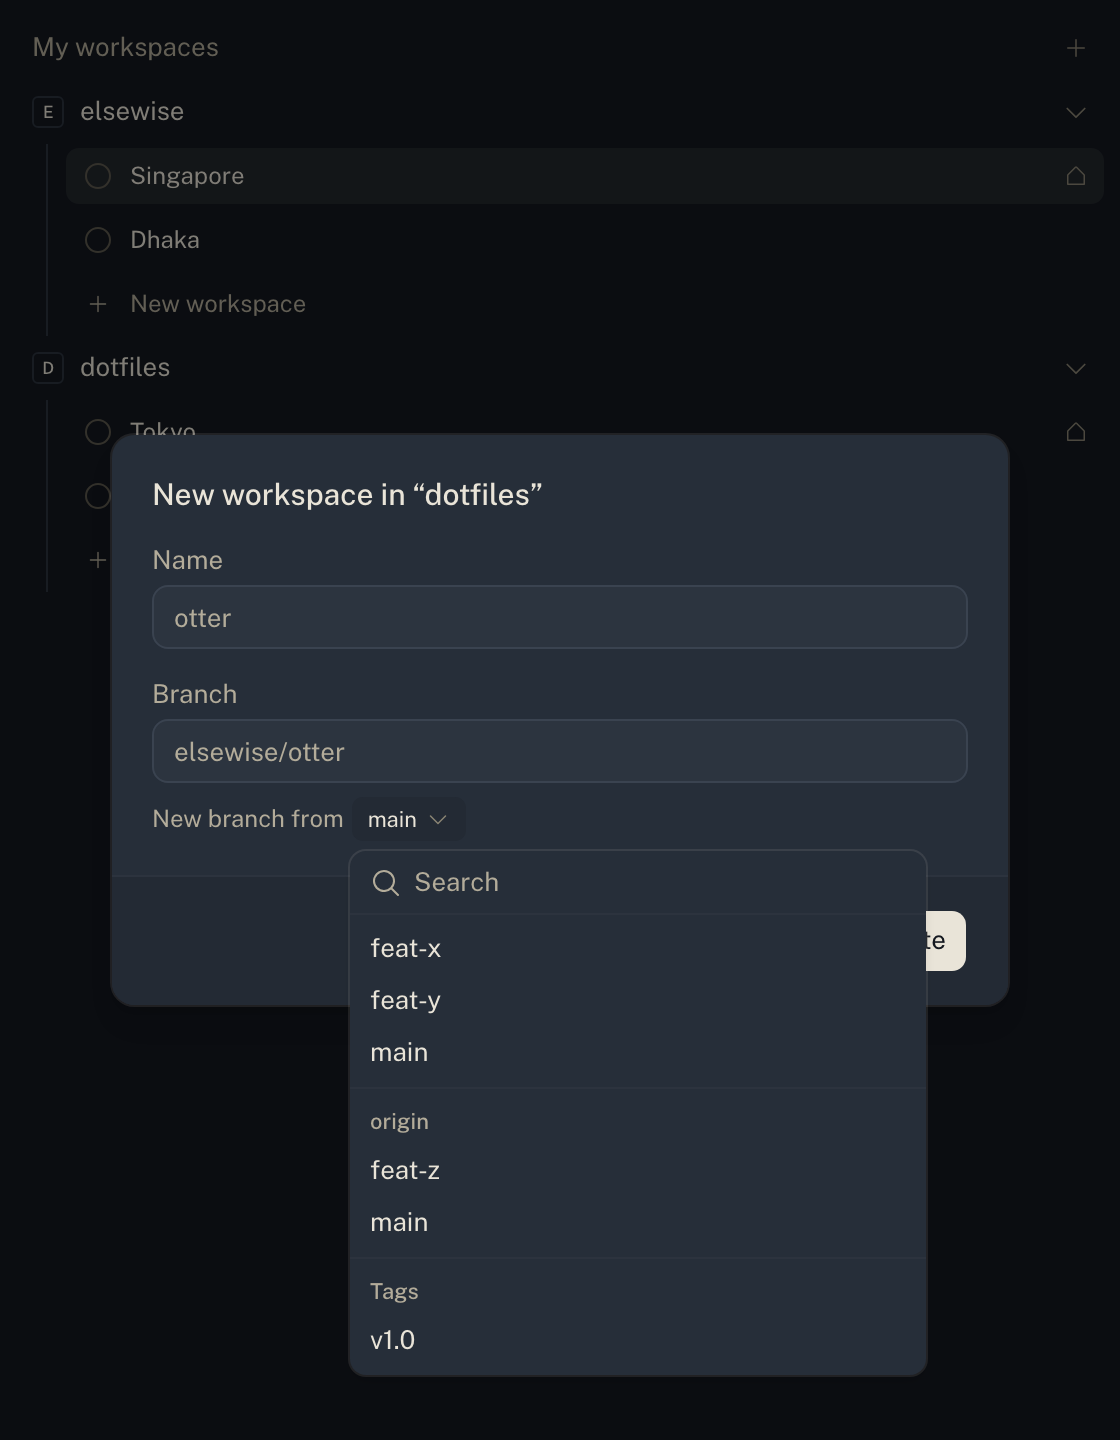 My workspaces
E elsewise
Singapore
Dhaka
New workspace
D dotfiles
Tokyo
New workspace in “dotfiles”
Name
otter
Branch
elsewise/otter
New branch from main
Search
feat-x
feat-y
main
origin
feat-z
main
Tags
v1.0